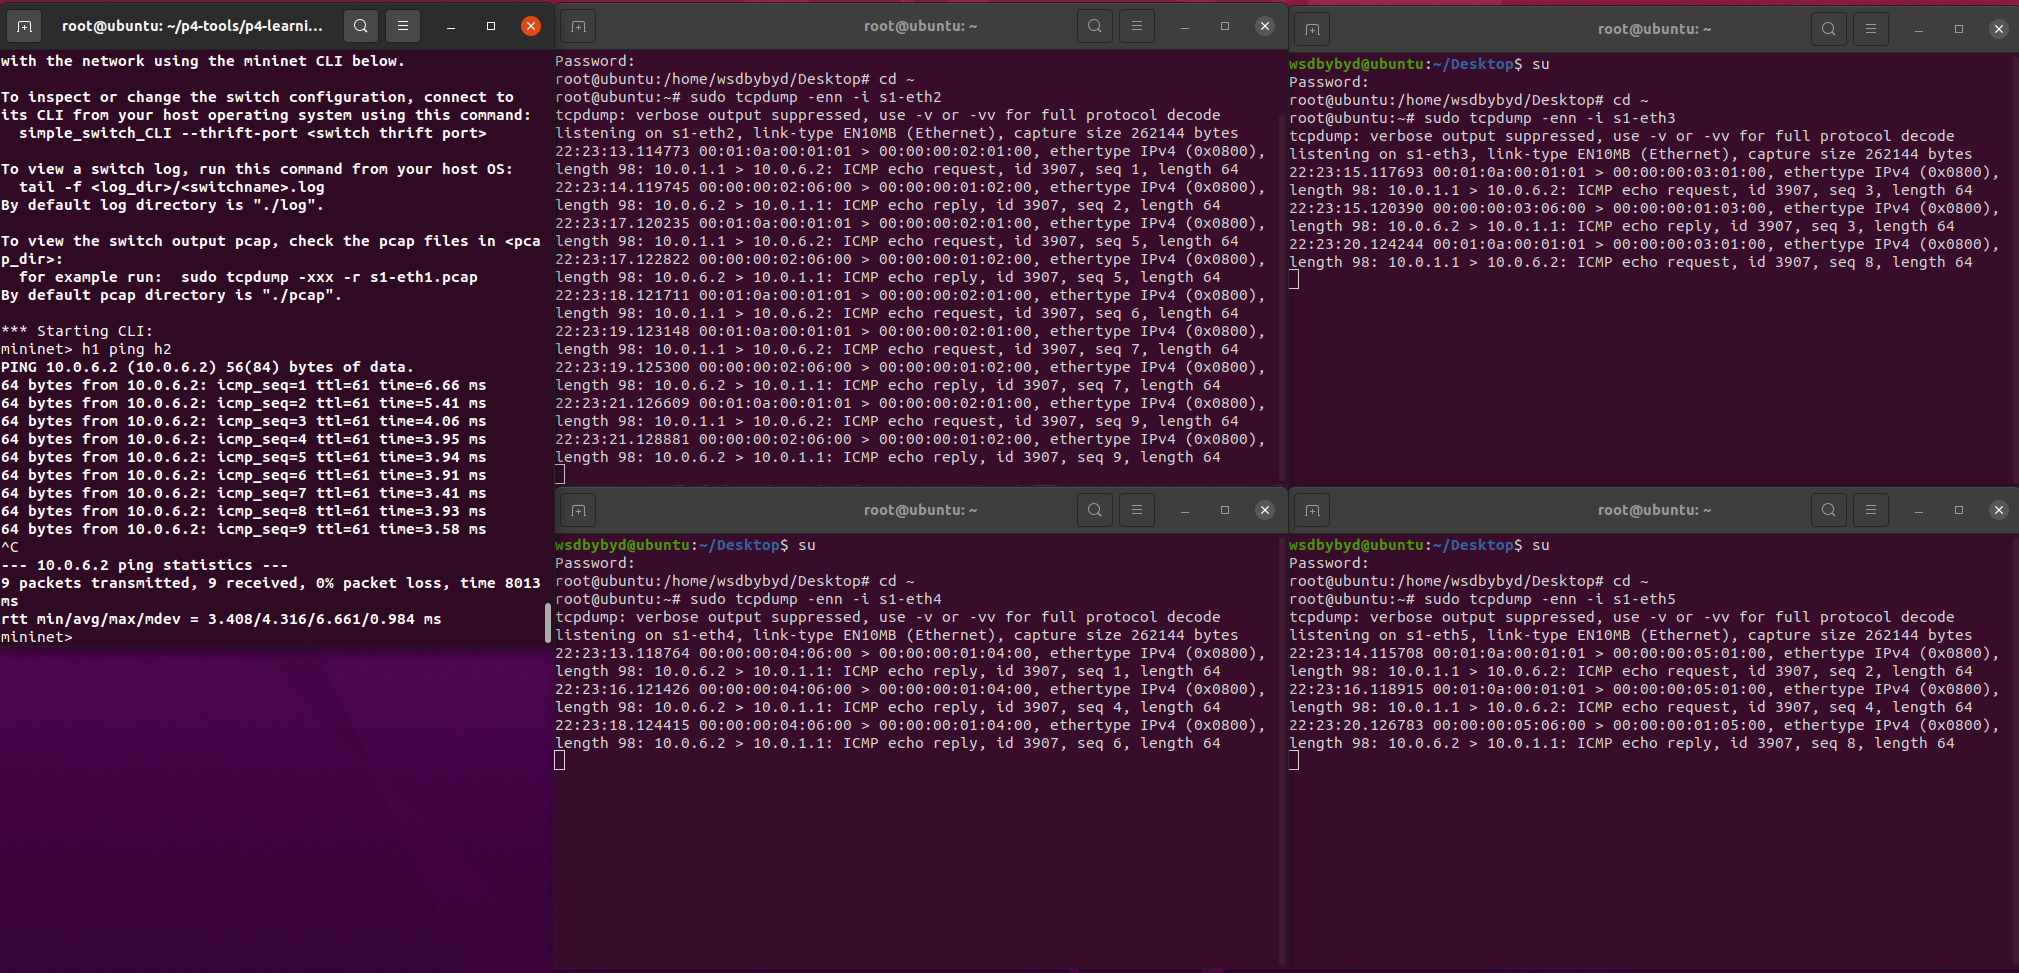 root@ubuntu: ~/p4-tools/p4-learni...
with the network using the mininet CLI below.
To inspect or change the switch configuration, connect to
its CLI from your host operating system using this command:
  simple_switch_CLI --thrift-port <switch thrift port>
To view a switch log, run this command from your host OS:
  tail -f <log_dir>/<switchname>.log
By default log directory is "./log".
To view the switch output pcap, check the pcap files in <pca
p_dir>:
  for example run:  sudo tcpdump -xxx -r s1-eth1.pcap
By default pcap directory is "./pcap".
*** Starting CLI:
mininet> h1 ping h2
PING 10.0.6.2 (10.0.6.2) 56(84) bytes of data.
64 bytes from 10.0.6.2: icmp_seq=1 ttl=61 time=6.66 ms
64 bytes from 10.0.6.2: icmp_seq=2 ttl=61 time=5.41 ms
64 bytes from 10.0.6.2: icmp_seq=3 ttl=61 time=4.06 ms
64 bytes from 10.0.6.2: icmp_seq=4 ttl=61 time=3.95 ms
64 bytes from 10.0.6.2: icmp_seq=5 ttl=61 time=3.94 ms
64 bytes from 10.0.6.2: icmp_seq=6 ttl=61 time=3.91 ms
64 bytes from 10.0.6.2: icmp_seq=7 ttl=61 time=3.41 ms
64 bytes from 10.0.6.2: icmp_seq=8 ttl=61 time=3.93 ms
64 bytes from 10.0.6.2: icmp_seq=9 ttl=61 time=3.58 ms
^C
--- 10.0.6.2 ping statistics ---
9 packets transmitted, 9 received, 0% packet loss, time 8013
ms
rtt min/avg/max/mdev = 3.408/4.316/6.661/0.984 ms
mininet>
root@ubuntu: ~
Password:
root@ubuntu:/home/wsdbybyd/Desktop# cd ~
root@ubuntu:~# sudo tcpdump -enn -i s1-eth2
tcpdump: verbose output suppressed, use -v or -vv for full protocol decode
listening on s1-eth2, link-type EN10MB (Ethernet), capture size 262144 bytes
22:23:13.114773 00:01:0a:00:01:01 > 00:00:00:02:01:00, ethertype IPv4 (0x0800),
length 98: 10.0.1.1 > 10.0.6.2: ICMP echo request, id 3907, seq 1, length 64
22:23:14.119745 00:00:00:02:06:00 > 00:00:00:01:02:00, ethertype IPv4 (0x0800),
length 98: 10.0.6.2 > 10.0.1.1: ICMP echo reply, id 3907, seq 2, length 64
22:23:17.120235 00:01:0a:00:01:01 > 00:00:00:02:01:00, ethertype IPv4 (0x0800),
length 98: 10.0.1.1 > 10.0.6.2: ICMP echo request, id 3907, seq 5, length 64
22:23:17.122822 00:00:00:02:06:00 > 00:00:00:01:02:00, ethertype IPv4 (0x0800),
length 98: 10.0.6.2 > 10.0.1.1: ICMP echo reply, id 3907, seq 5, length 64
22:23:18.121711 00:01:0a:00:01:01 > 00:00:00:02:01:00, ethertype IPv4 (0x0800),
length 98: 10.0.1.1 > 10.0.6.2: ICMP echo request, id 3907, seq 6, length 64
22:23:19.123148 00:01:0a:00:01:01 > 00:00:00:02:01:00, ethertype IPv4 (0x0800),
length 98: 10.0.1.1 > 10.0.6.2: ICMP echo request, id 3907, seq 7, length 64
22:23:19.125300 00:00:00:02:06:00 > 00:00:00:01:02:00, ethertype IPv4 (0x0800),
length 98: 10.0.6.2 > 10.0.1.1: ICMP echo reply, id 3907, seq 7, length 64
22:23:21.126609 00:01:0a:00:01:01 > 00:00:00:02:01:00, ethertype IPv4 (0x0800),
length 98: 10.0.1.1 > 10.0.6.2: ICMP echo request, id 3907, seq 9, length 64
22:23:21.128881 00:00:00:02:06:00 > 00:00:00:01:02:00, ethertype IPv4 (0x0800),
length 98: 10.0.6.2 > 10.0.1.1: ICMP echo reply, id 3907, seq 9, length 64
root@ubuntu: ~
wsdbybyd@ubuntu:~/Desktop$ su
Password:
root@ubuntu:/home/wsdbybyd/Desktop# cd ~
root@ubuntu:~# sudo tcpdump -enn -i s1-eth3
tcpdump: verbose output suppressed, use -v or -vv for full protocol decode
listening on s1-eth3, link-type EN10MB (Ethernet), capture size 262144 bytes
22:23:15.117693 00:01:0a:00:01:01 > 00:00:00:03:01:00, ethertype IPv4 (0x0800),
length 98: 10.0.1.1 > 10.0.6.2: ICMP echo request, id 3907, seq 3, length 64
22:23:15.120390 00:00:00:03:06:00 > 00:00:00:01:03:00, ethertype IPv4 (0x0800),
length 98: 10.0.6.2 > 10.0.1.1: ICMP echo reply, id 3907, seq 3, length 64
22:23:20.124244 00:01:0a:00:01:01 > 00:00:00:03:01:00, ethertype IPv4 (0x0800),
length 98: 10.0.1.1 > 10.0.6.2: ICMP echo request, id 3907, seq 8, length 64
root@ubuntu: ~
wsdbybyd@ubuntu:~/Desktop$ su
Password:
root@ubuntu:/home/wsdbybyd/Desktop# cd ~
root@ubuntu:~# sudo tcpdump -enn -i s1-eth4
tcpdump: verbose output suppressed, use -v or -vv for full protocol decode
listening on s1-eth4, link-type EN10MB (Ethernet), capture size 262144 bytes
22:23:13.118764 00:00:00:04:06:00 > 00:00:00:01:04:00, ethertype IPv4 (0x0800),
length 98: 10.0.6.2 > 10.0.1.1: ICMP echo reply, id 3907, seq 1, length 64
22:23:16.121426 00:00:00:04:06:00 > 00:00:00:01:04:00, ethertype IPv4 (0x0800),
length 98: 10.0.6.2 > 10.0.1.1: ICMP echo reply, id 3907, seq 4, length 64
22:23:18.124415 00:00:00:04:06:00 > 00:00:00:01:04:00, ethertype IPv4 (0x0800),
length 98: 10.0.6.2 > 10.0.1.1: ICMP echo reply, id 3907, seq 6, length 64
root@ubuntu: ~
wsdbybyd@ubuntu:~/Desktop$ su
Password:
root@ubuntu:/home/wsdbybyd/Desktop# cd ~
root@ubuntu:~# sudo tcpdump -enn -i s1-eth5
tcpdump: verbose output suppressed, use -v or -vv for full protocol decode
listening on s1-eth5, link-type EN10MB (Ethernet), capture size 262144 bytes
22:23:14.115708 00:01:0a:00:01:01 > 00:00:00:05:01:00, ethertype IPv4 (0x0800),
length 98: 10.0.1.1 > 10.0.6.2: ICMP echo request, id 3907, seq 2, length 64
22:23:16.118915 00:01:0a:00:01:01 > 00:00:00:05:01:00, ethertype IPv4 (0x0800),
length 98: 10.0.1.1 > 10.0.6.2: ICMP echo request, id 3907, seq 4, length 64
22:23:20.126783 00:00:00:05:06:00 > 00:00:00:01:05:00, ethertype IPv4 (0x0800),
length 98: 10.0.6.2 > 10.0.1.1: ICMP echo reply, id 3907, seq 8, length 64